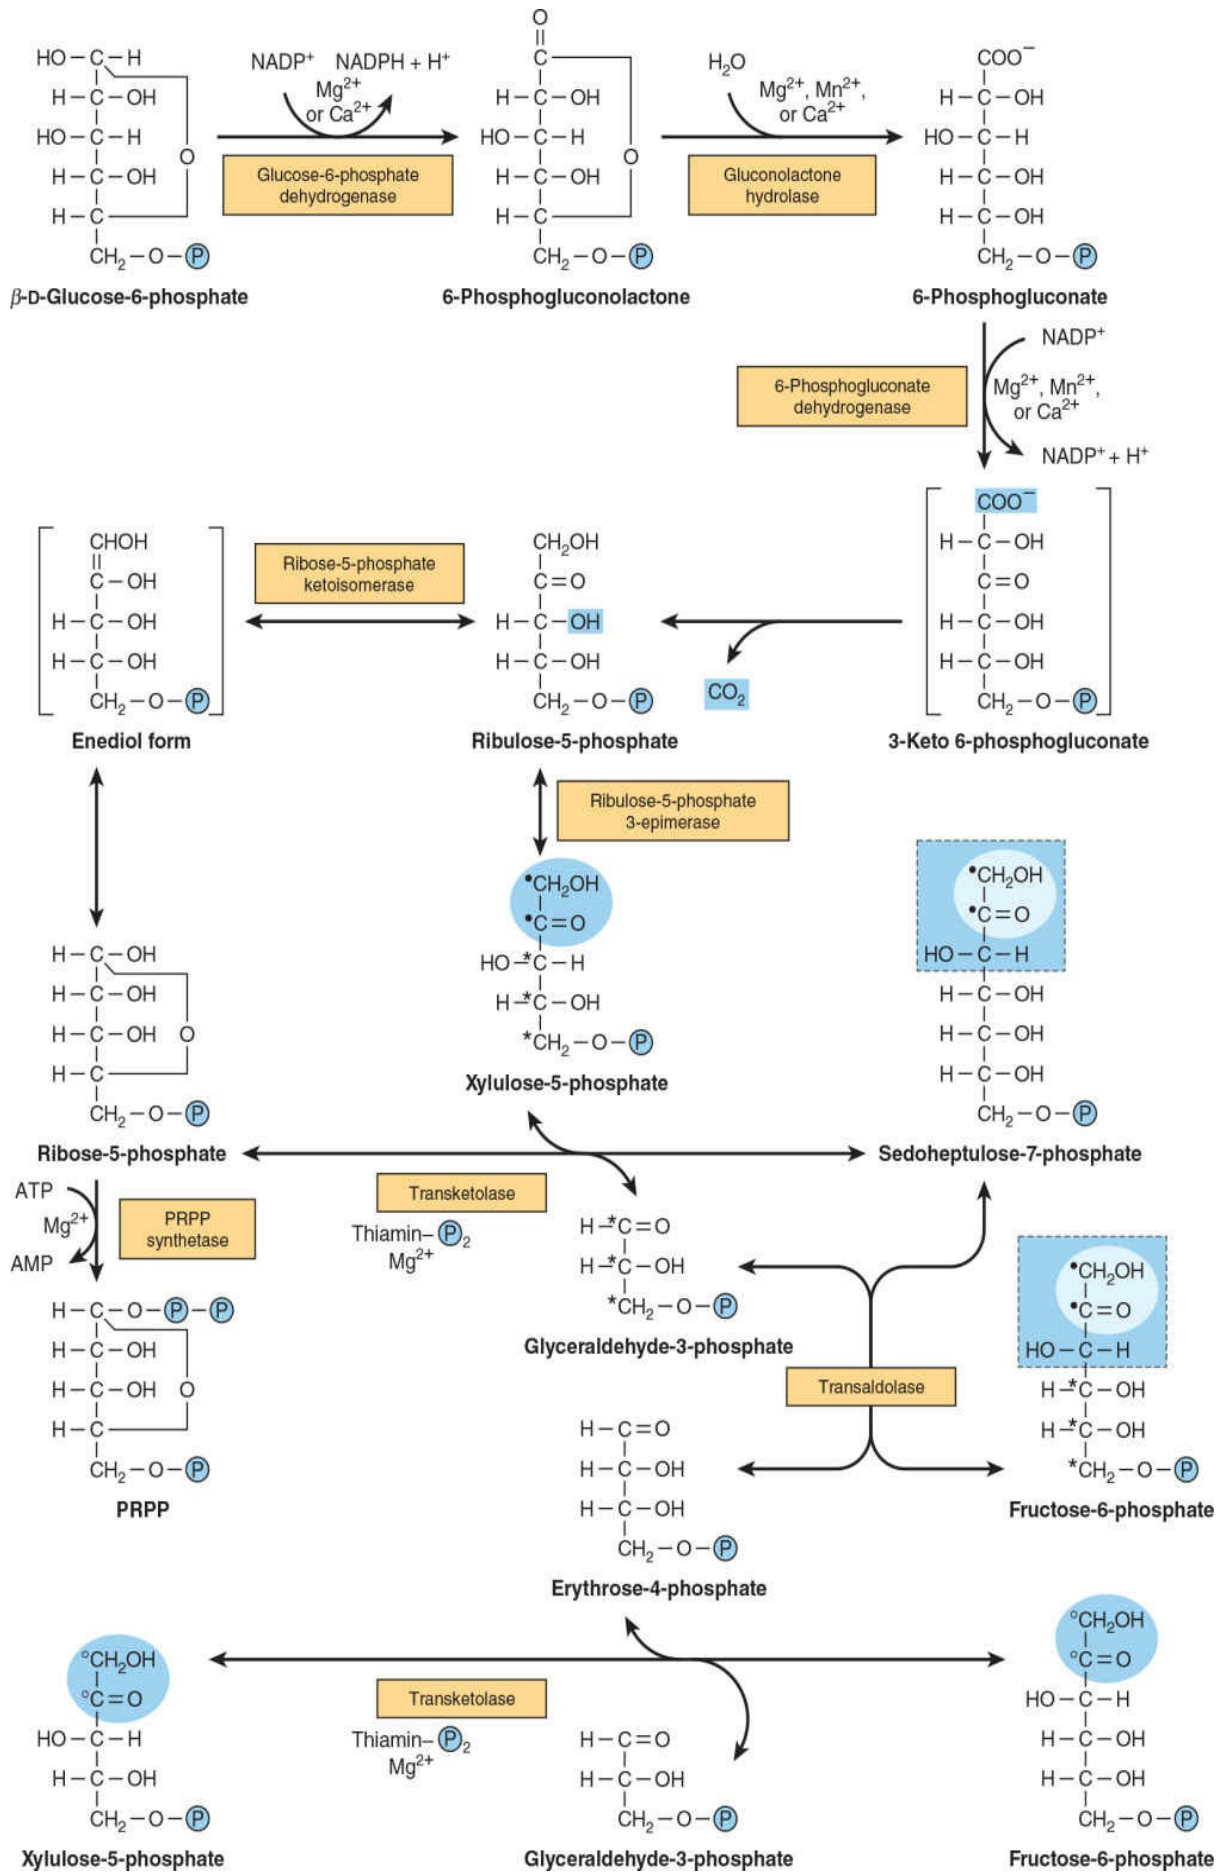 HO–C–H
H–C–OH
HO–C–H
H–C–OH
O
H–C
CH₂–O–P
β-D-Glucose-6-phosphate
NADP⁺ NADPH + H⁺
Mg²⁺
or Ca²⁺
Glucose-6-phosphate
dehydrogenase
O
C
H–C–OH
HO–C–H
H–C–OH
O
H–C
CH₂–O–P
6-Phosphogluconolactone
H₂O
Mg²⁺, Mn²⁺,
or Ca²⁺
Gluconolactone
hydrolase
COO⁻
H–C–OH
HO–C–H
H–C–OH
H–C–OH
CH₂–O–P
6-Phosphogluconate
NADP⁺
6-Phosphogluconate
dehydrogenase
Mg²⁺, Mn²⁺,
or Ca²⁺
NADP⁺ + H⁺
COO⁻
H–C–OH
C=O
H–C–OH
H–C–OH
CH₂–O–P
3-Keto 6-phosphogluconate
CO₂
CH₂OH
C=O
H–C–OH
H–C–OH
CH₂–O–P
Ribulose-5-phosphate
Ribose-5-phosphate
ketoisomerase
CHOH
C–OH
H–C–OH
H–C–OH
CH₂–O–P
Enediol form
Ribulose-5-phosphate
3-epimerase
•CH₂OH
•C=O
HO–*C–H
H–*C–OH
*CH₂–O–P
Xylulose-5-phosphate
•CH₂OH
•C=O
HO–C–H
H–C–OH
H–C–OH
H–C–OH
CH₂–O–P
Sedoheptulose-7-phosphate
H–C–OH
H–C–OH
H–C–OH
O
H–C
CH₂–O–P
Ribose-5-phosphate
Transketolase
Thiamin–P₂
Mg²⁺
ATP
Mg²⁺
AMP
PRPP
synthetase
H–C–O–P–P
H–C–OH
H–C–OH
O
H–C
CH₂–O–P
PRPP
H–*C=O
H–*C–OH
*CH₂–O–P
Glyceraldehyde-3-phosphate
Transaldolase
•CH₂OH
•C=O
HO–C–H
H–*C–OH
H–*C–OH
*CH₂–O–P
Fructose-6-phosphate
H–C=O
H–C–OH
H–C–OH
CH₂–O–P
Erythrose-4-phosphate
°CH₂OH
°C=O
HO–C–H
H–C–OH
CH₂–O–P
Xylulose-5-phosphate
Transketolase
Thiamin–P₂
Mg²⁺
H–C=O
H–C–OH
CH₂–O–P
Glyceraldehyde-3-phosphate
°CH₂OH
°C=O
HO–C–H
H–C–OH
H–C–OH
CH₂–O–P
Fructose-6-phosphate